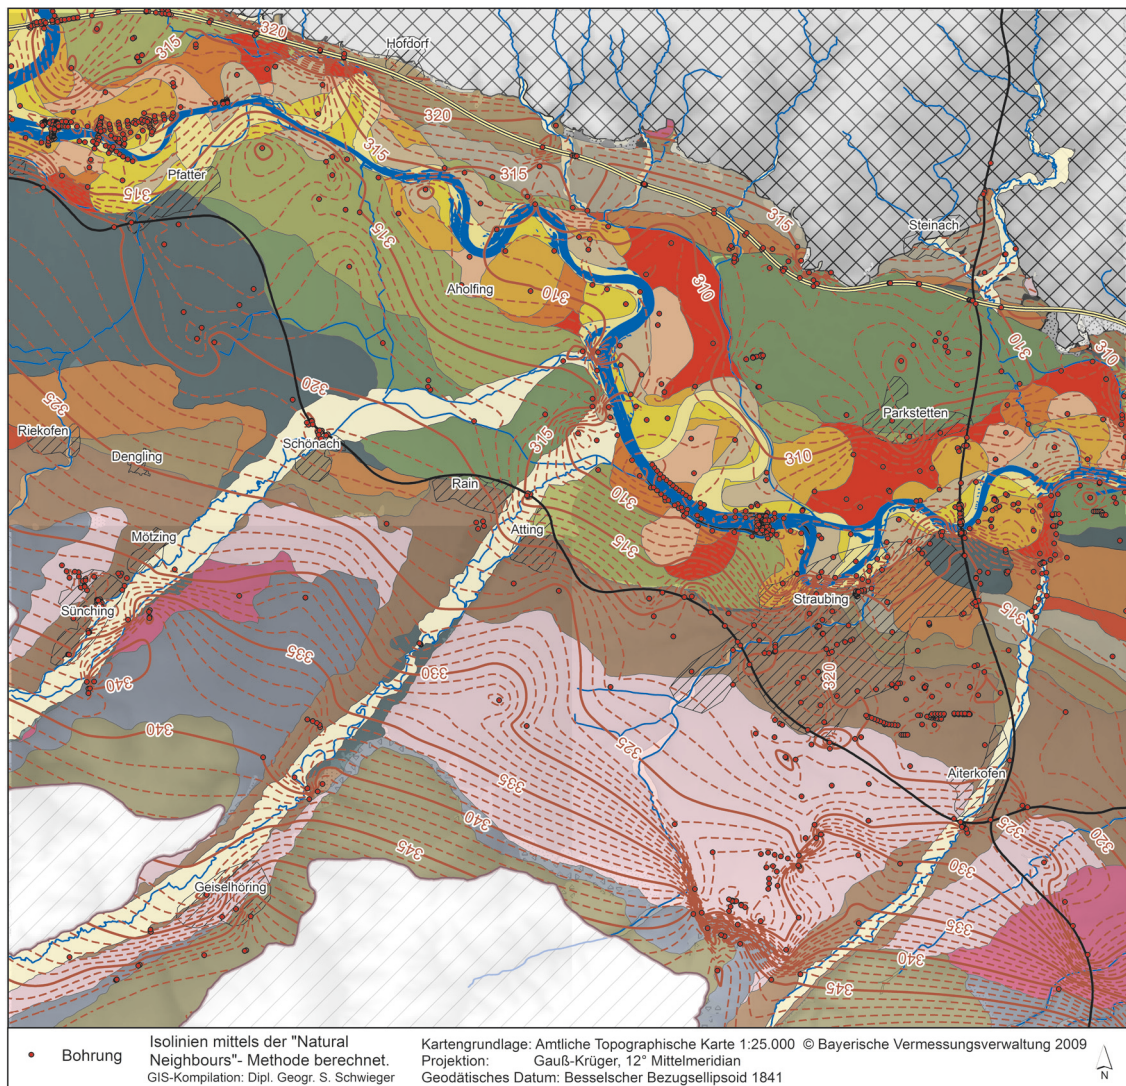 320
315
Hofdorf
320
315
315
Pfatter
315
315
315
Steinach
310
Aholfing
310
310
310
320
325
Parkstetten
Riekofen
Schönach
315
Dengling
310
Rain
310
Atting
315
Mötzing
Straubing
Sünching
315
335
320
330
340
340
325
335
Aiterkofen
325
320
340
330
345
Geiselhöring
335
340
345
Bohrung
Isolinien mittels der "Natural
Neighbours"- Methode berechnet.
GIS-Kompilation: Dipl. Geogr. S. Schwieger
Kartengrundlage: Amtliche Topographische Karte 1:25.000 © Bayerische Vermessungsverwaltung 2009
Projektion: Gauß-Krüger, 12° Mittelmeridian
Geodätisches Datum: Besselscher Bezugsellipsoid 1841
N